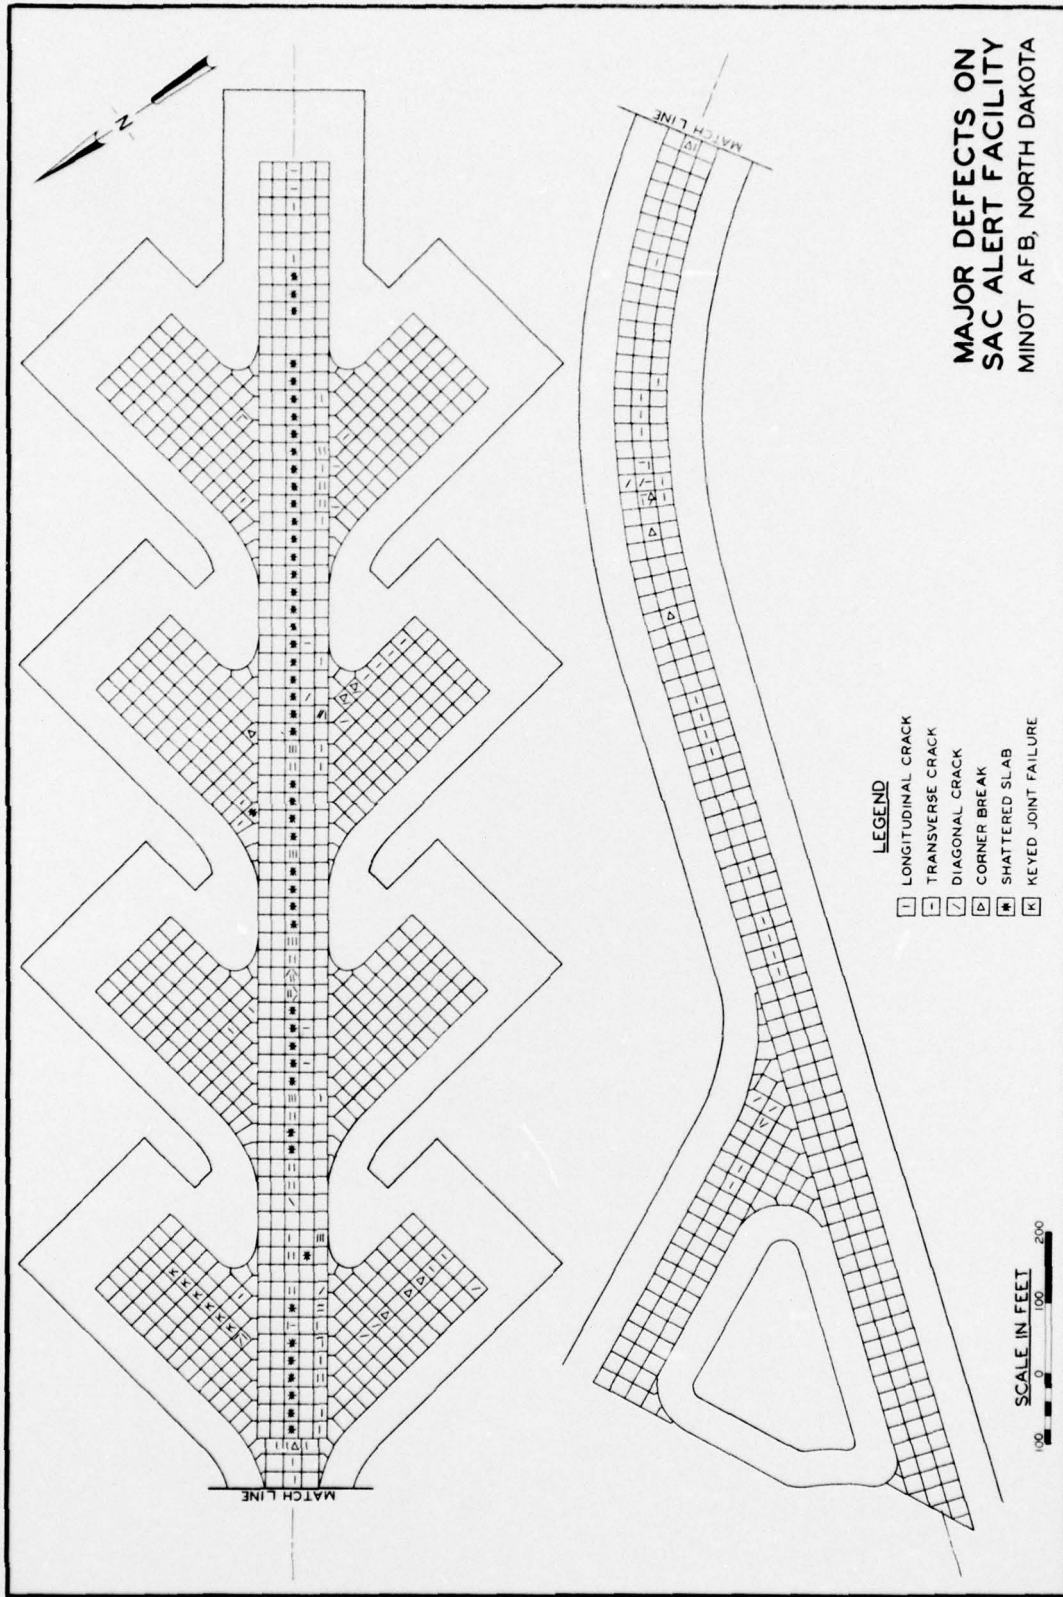 MAJOR DEFECTS ON
SAC ALERT FACILITY
MINOT AFB, NORTH DAKOTA
N
MATCH LINE
MATCH LINE
LEGEND
I LONGITUDINAL CRACK
– TRANSVERSE CRACK
/ DIAGONAL CRACK
▷ CORNER BREAK
✱ SHATTERED SLAB
K KEYED JOINT FAILURE
SCALE IN FEET
100 0 100 200